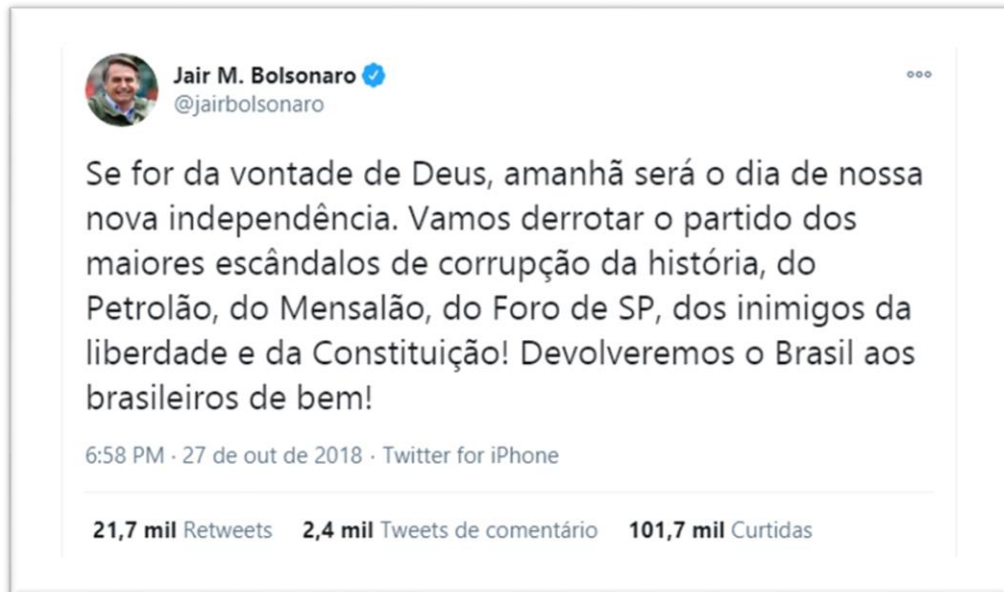 Jair M. Bolsonaro
@jairbolsonaro
Se for da vontade de Deus, amanhã será o dia de nossa
nova independência. Vamos derrotar o partido dos
maiores escândalos de corrupção da história, do
Petrolão, do Mensalão, do Foro de SP, dos inimigos da
liberdade e da Constituição! Devolveremos o Brasil aos
brasileiros de bem!
6:58 PM · 27 de out de 2018 · Twitter for iPhone
21,7 mil Retweets 2,4 mil Tweets de comentário 101,7 mil Curtidas